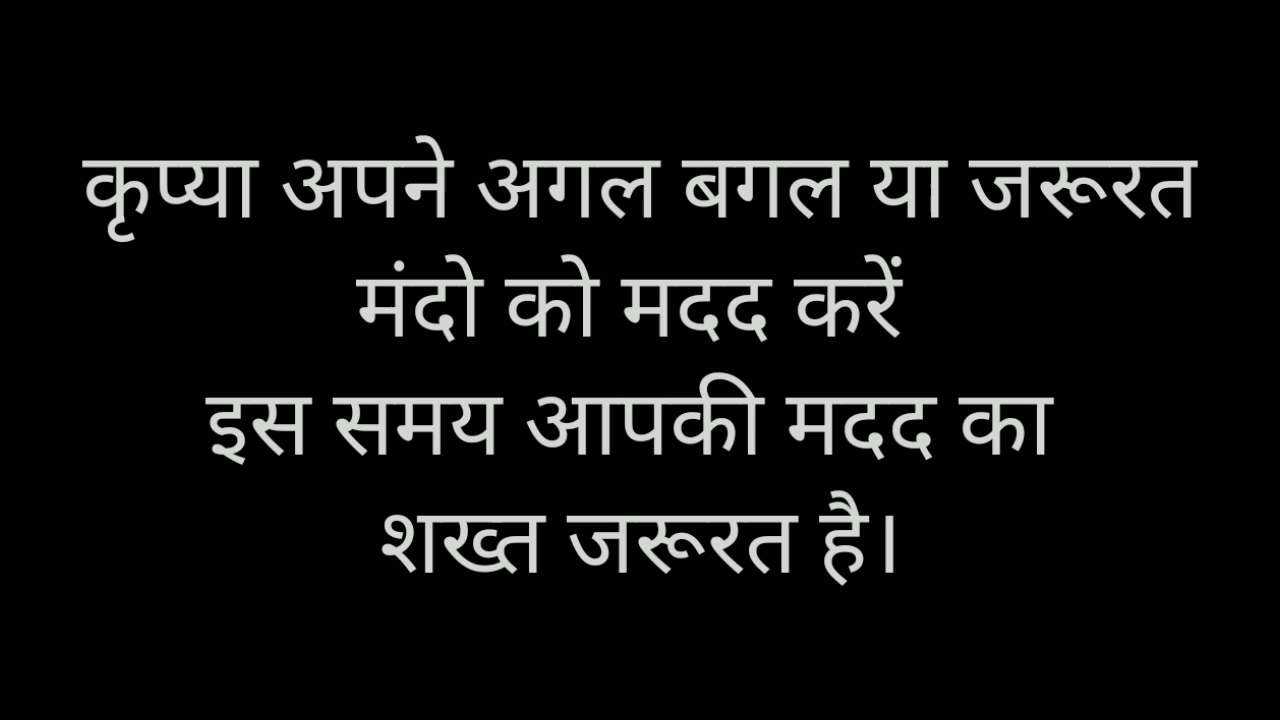 कृप्या अपने अगल बगल या जरूरत
मंदो को मदद करें
इस समय आपकी मदद का
शख्त जरूरत है।